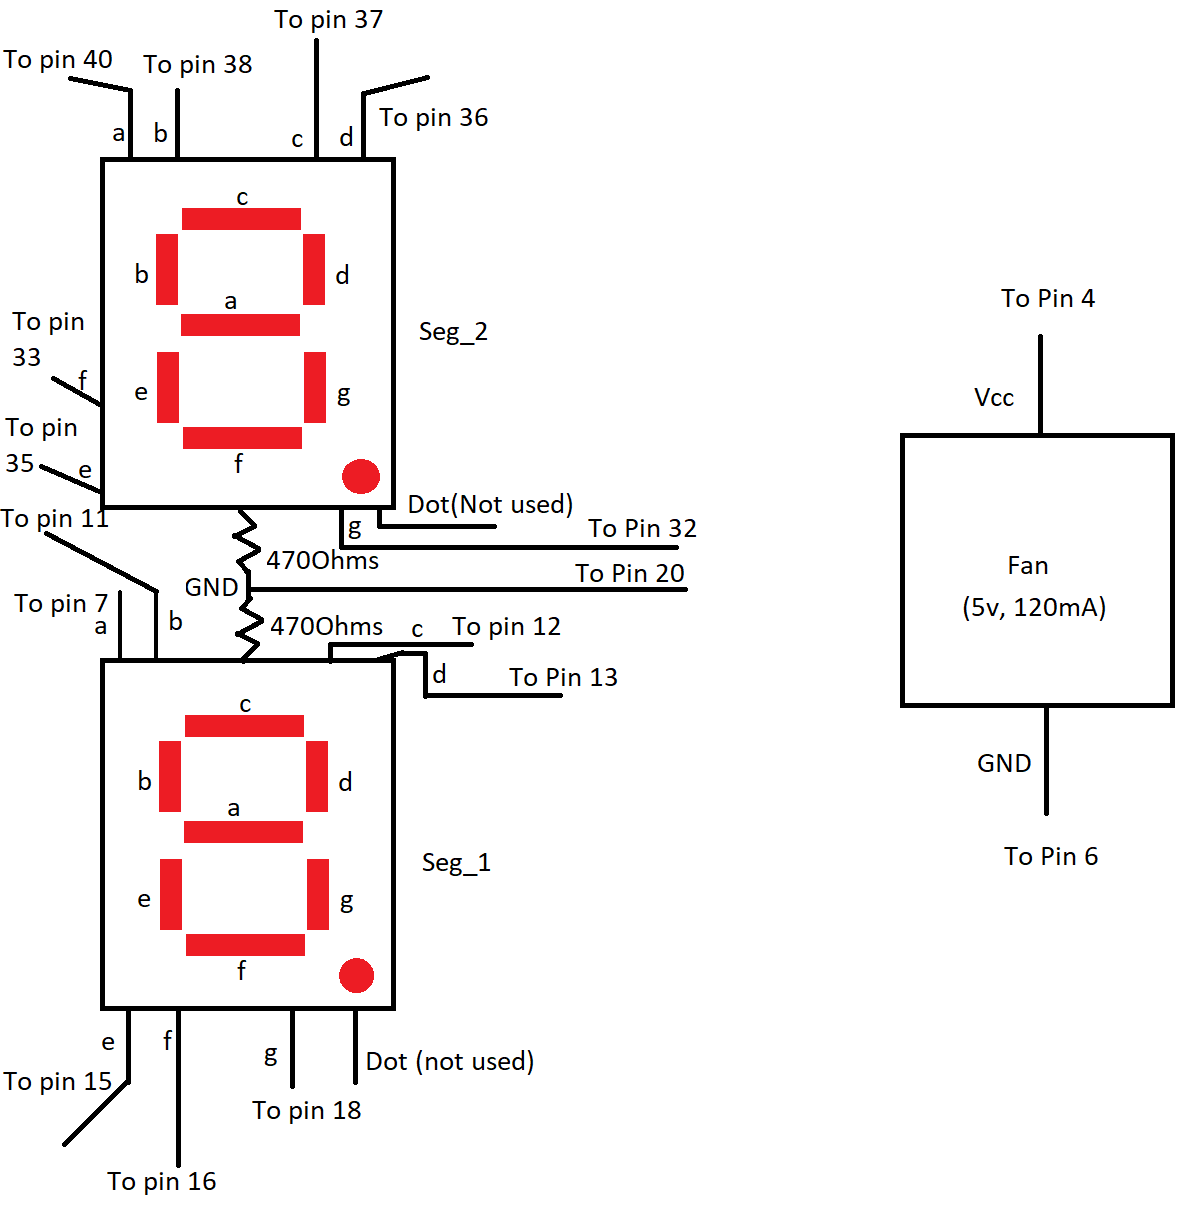 To pin 37
To pin 40
To pin 38
To pin 36
a
b
c
d
c
b
d
a
e
g
f
Seg_2
To pin
33
f
To pin
35
e
Dot(Not used)
g
To Pin 32
470Ohms
GND
To Pin 20
To pin 11
To pin 7
a
b
470Ohms
c
To pin 12
d
To Pin 13
c
b
d
a
e
g
f
Seg_1
e
f
g
Dot (not used)
To pin 15
To pin 18
To pin 16
To Pin 4
Vcc
Fan
(5v, 120mA)
GND
To Pin 6